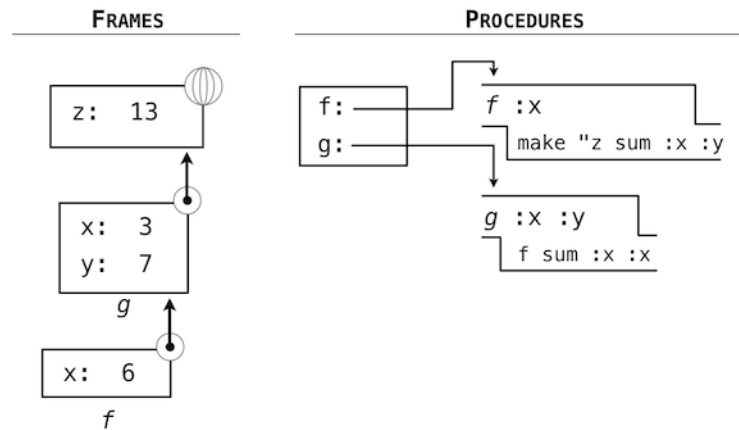 FRAMES
z: 13
x: 3
y: 7
g
x: 6
f
PROCEDURES
f:
g:
f :x
make "z sum :x :y
g :x :y
f sum :x :x